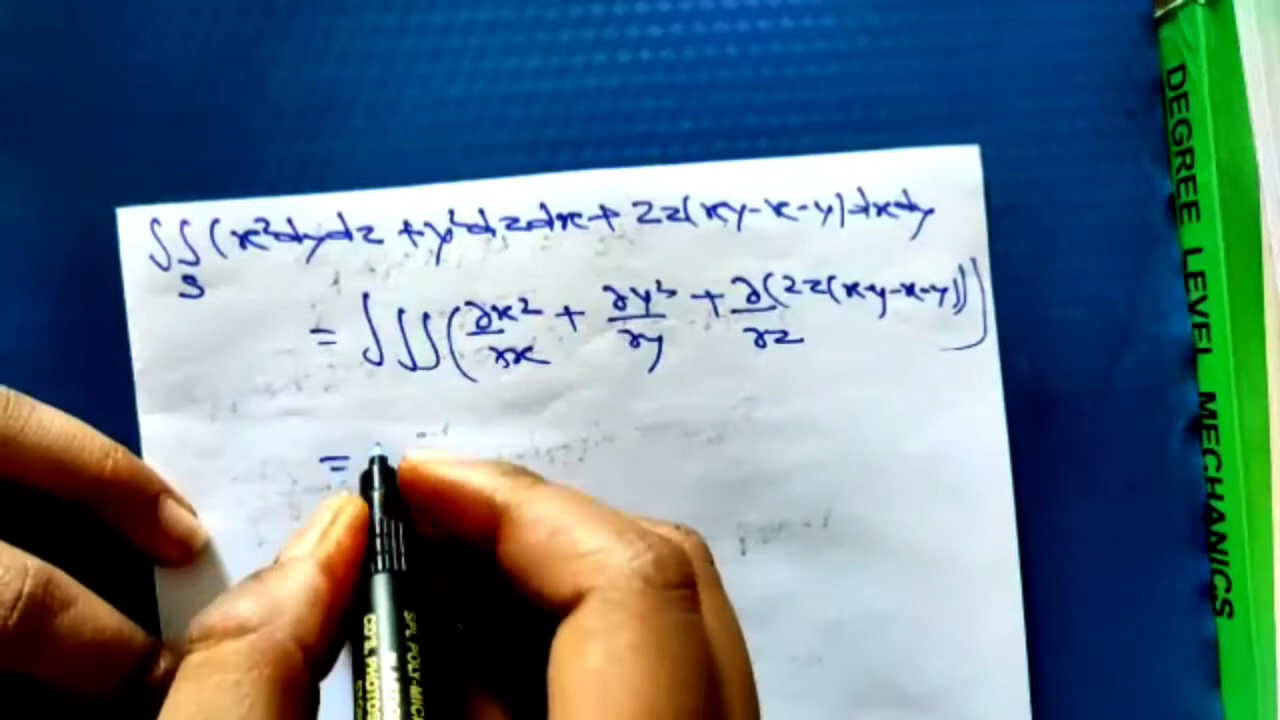 ∬_S (x²dydz + y²dzdx + 2z(xy-x-y)dxdy
= ∭(∂x²/∂x + ∂y²/∂y + ∂(2z(xy-x-y))/∂z)
=
DEGREE LEVEL MECHANICS